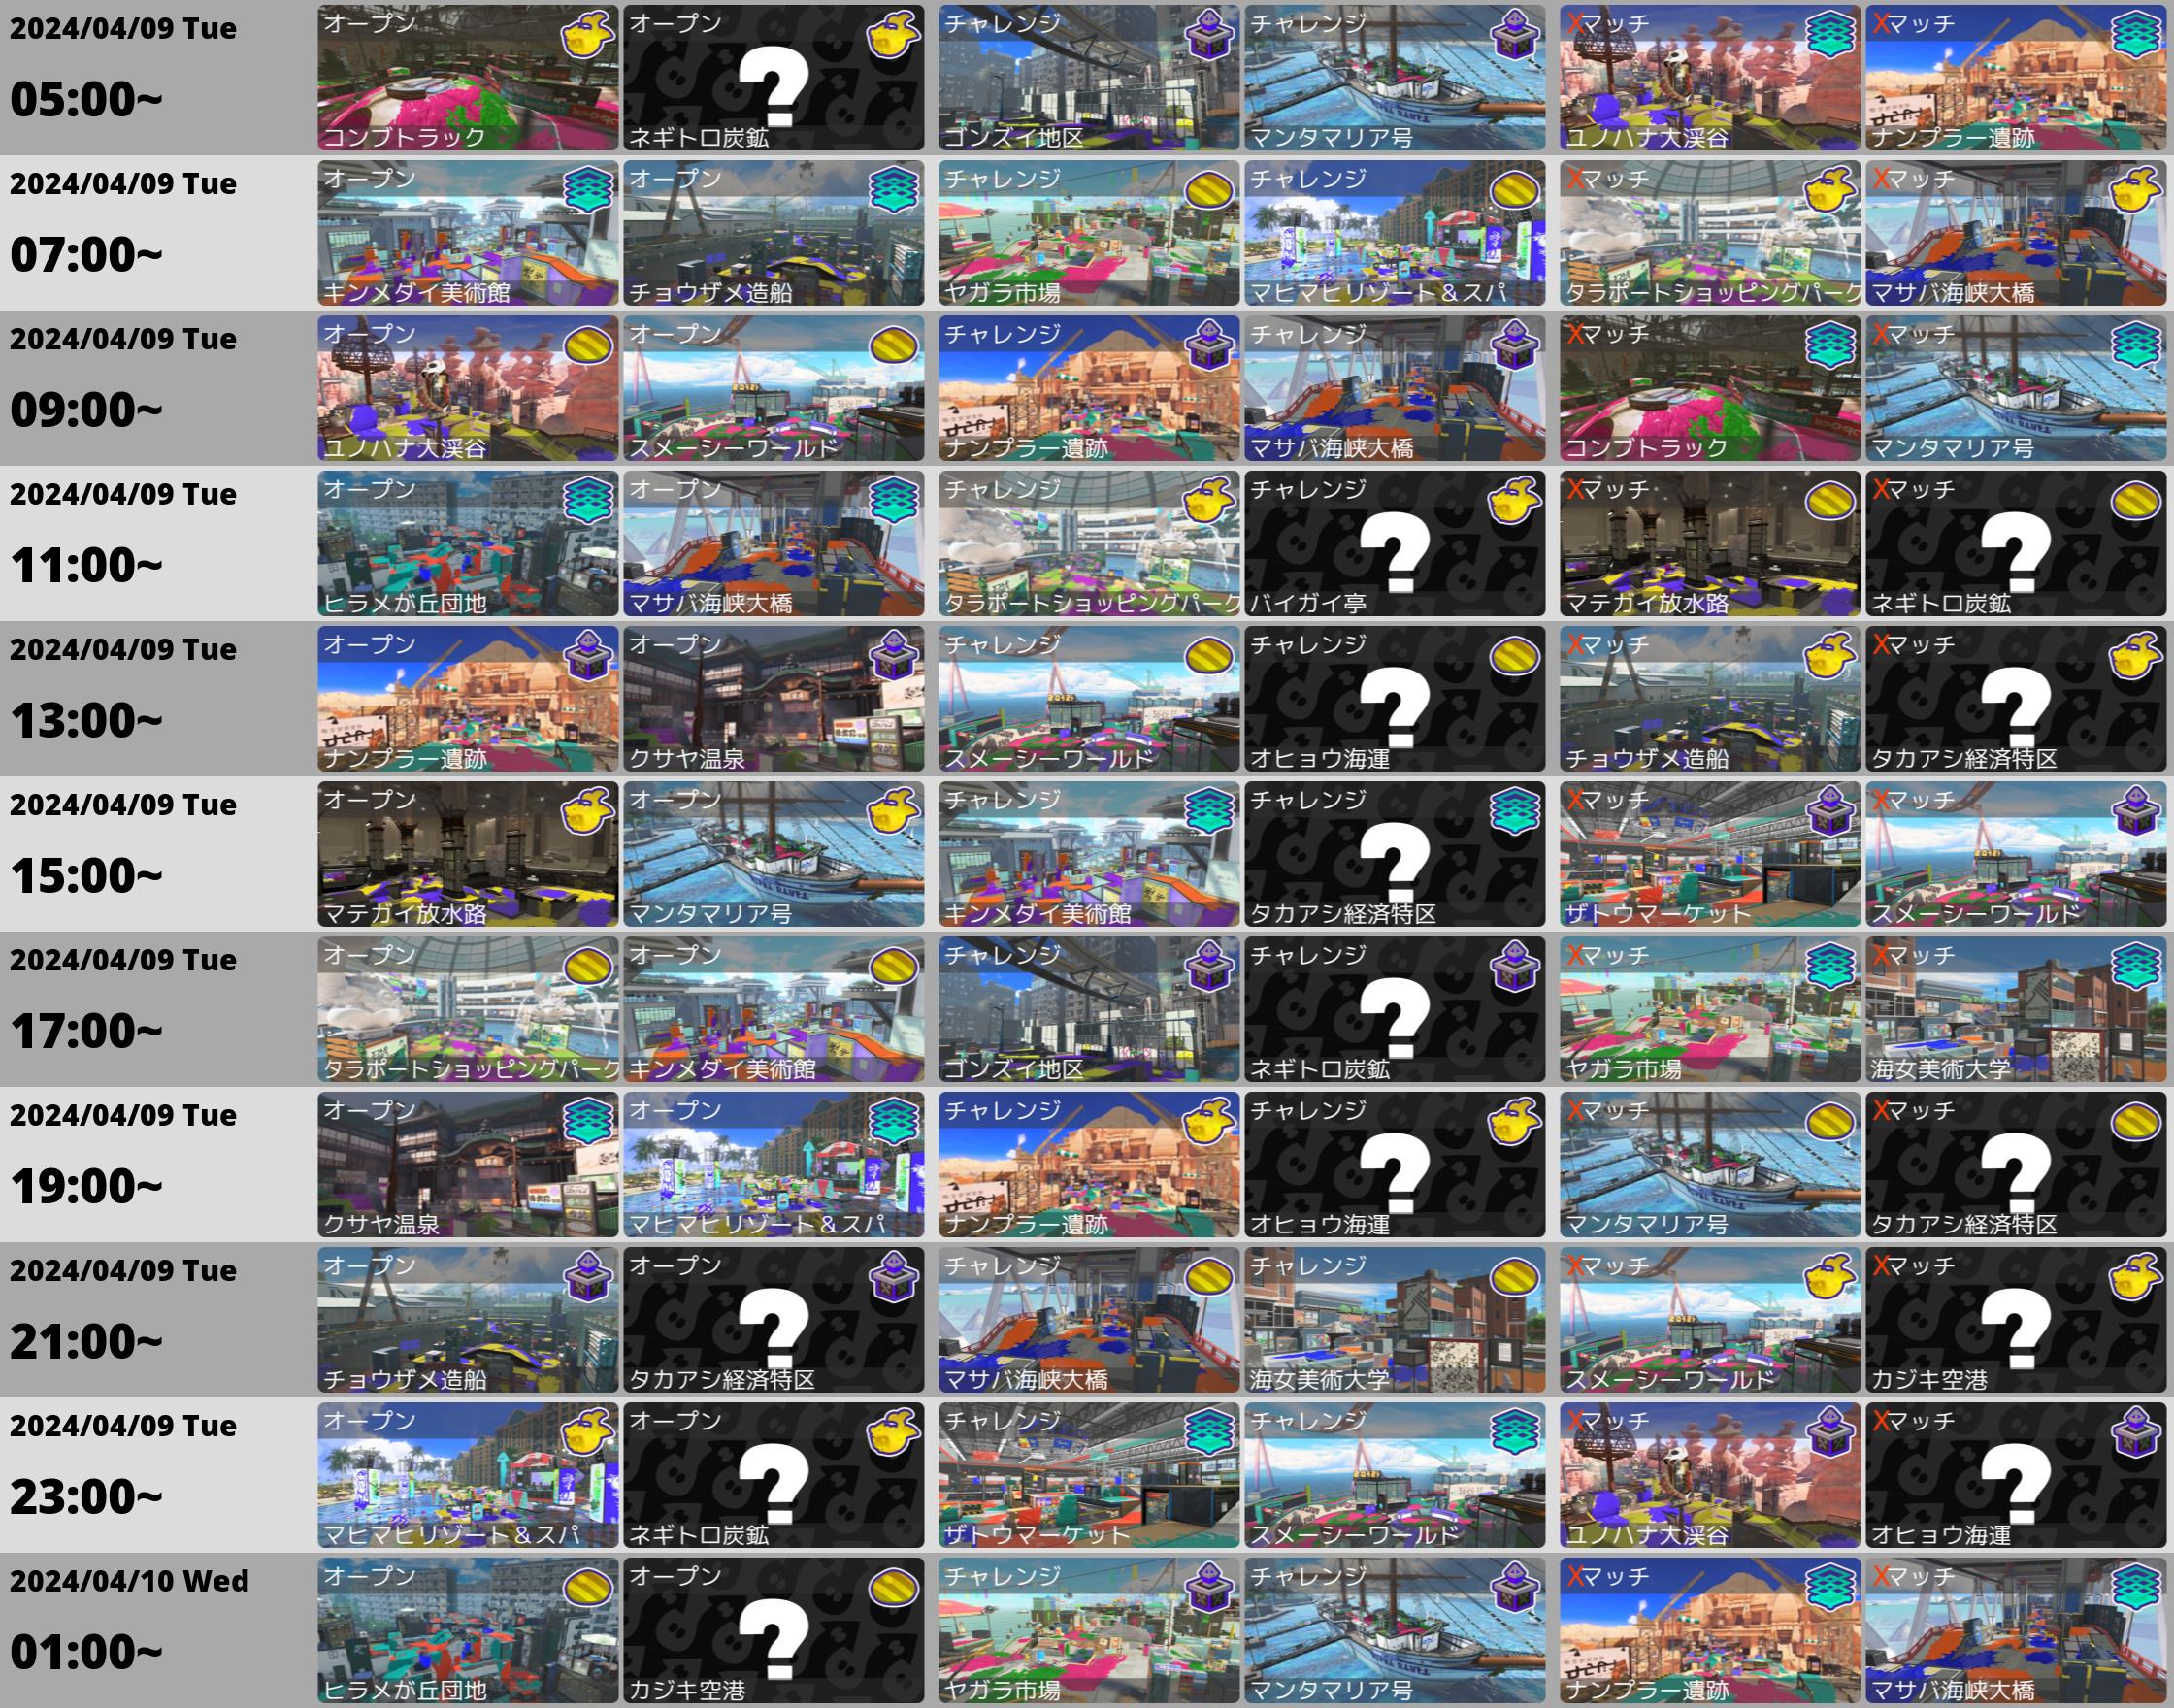 2024/04/09 Tue
05:00~
オープン
コンブトラック
オープン
ネギトロ炭鉱
チャレンジ
ゴンズイ地区
チャレンジ
マンタマリア号
Xマッチ
ユノハナ大渓谷
Xマッチ
ナンプラー遺跡
2024/04/09 Tue
07:00~
オープン
キンメダイ美術館
オープン
チョウザメ造船
チャレンジ
ヤガラ市場
チャレンジ
マヒマヒリゾート＆スパ
Xマッチ
タラポートショッピングパーク
Xマッチ
マサバ海峡大橋
2024/04/09 Tue
09:00~
オープン
ユノハナ大渓谷
オープン
スメーシーワールド
チャレンジ
ナンプラー遺跡
チャレンジ
マサバ海峡大橋
Xマッチ
コンブトラック
Xマッチ
マンタマリア号
2024/04/09 Tue
11:00~
オープン
ヒラメが丘団地
オープン
マサバ海峡大橋
チャレンジ
タラポートショッピングパーク
チャレンジ
バイガイ亭
Xマッチ
マテガイ放水路
Xマッチ
ネギトロ炭鉱
2024/04/09 Tue
13:00~
オープン
ナンプラー遺跡
オープン
クサヤ温泉
チャレンジ
スメーシーワールド
チャレンジ
オヒョウ海運
Xマッチ
チョウザメ造船
Xマッチ
タカアシ経済特区
2024/04/09 Tue
15:00~
オープン
マテガイ放水路
オープン
マンタマリア号
チャレンジ
キンメダイ美術館
チャレンジ
タカアシ経済特区
Xマッチ
ザトウマーケット
Xマッチ
スメーシーワールド
2024/04/09 Tue
17:00~
オープン
タラポートショッピングパーク
オープン
キンメダイ美術館
チャレンジ
ゴンズイ地区
チャレンジ
ネギトロ炭鉱
Xマッチ
ヤガラ市場
Xマッチ
海女美術大学
2024/04/09 Tue
19:00~
オープン
クサヤ温泉
オープン
マヒマヒリゾート＆スパ
チャレンジ
ナンプラー遺跡
チャレンジ
オヒョウ海運
Xマッチ
マンタマリア号
Xマッチ
タカアシ経済特区
2024/04/09 Tue
21:00~
オープン
チョウザメ造船
オープン
タカアシ経済特区
チャレンジ
マサバ海峡大橋
チャレンジ
海女美術大学
Xマッチ
スメーシーワールド
Xマッチ
カジキ空港
2024/04/09 Tue
23:00~
オープン
マヒマヒリゾート＆スパ
オープン
ネギトロ炭鉱
チャレンジ
ザトウマーケット
チャレンジ
スメーシーワールド
Xマッチ
ユノハナ大渓谷
Xマッチ
オヒョウ海運
2024/04/10 Wed
01:00~
オープン
ヒラメが丘団地
オープン
カジキ空港
チャレンジ
ヤガラ市場
チャレンジ
マンタマリア号
Xマッチ
ナンプラー遺跡
Xマッチ
マサバ海峡大橋